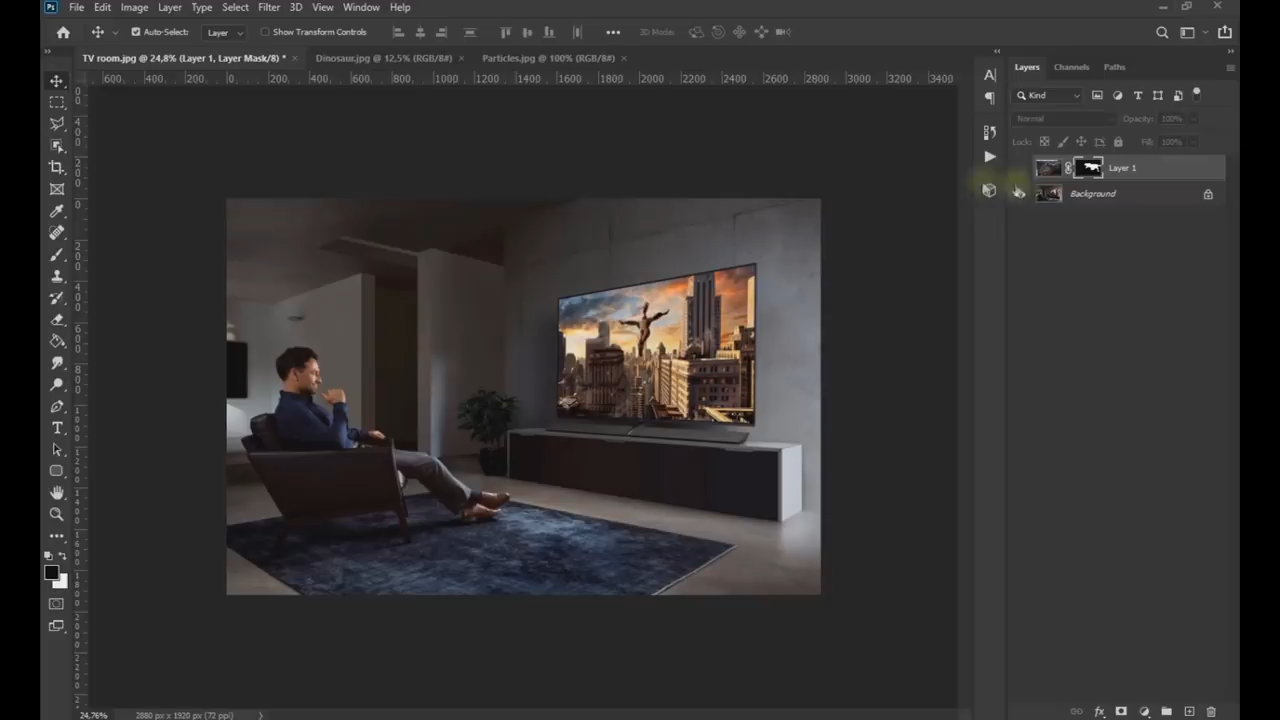 Ps File Edit Image Layer Type Select Filter 3D View Window Help
Auto-Select: Layer Show Transform Controls 3D Mode:
TV room.jpg @ 24,8% (Layer 1, Layer Mask/8) * × Dinosaur.jpg @ 12,5% (RGB/8#) × Particles.jpg @ 100% (RGB/8#) ×
600 400 200 0 200 400 600 800 1000 1200 1400 1600 1800 2000 2200 2400 2600 2800 3000 3200 3400
Layers Channels Paths
Kind
Normal Opacity: 100%
Lock: Fill: 100%
Layer 1
Background
24,76% 2880 px x 1920 px (72 ppi)